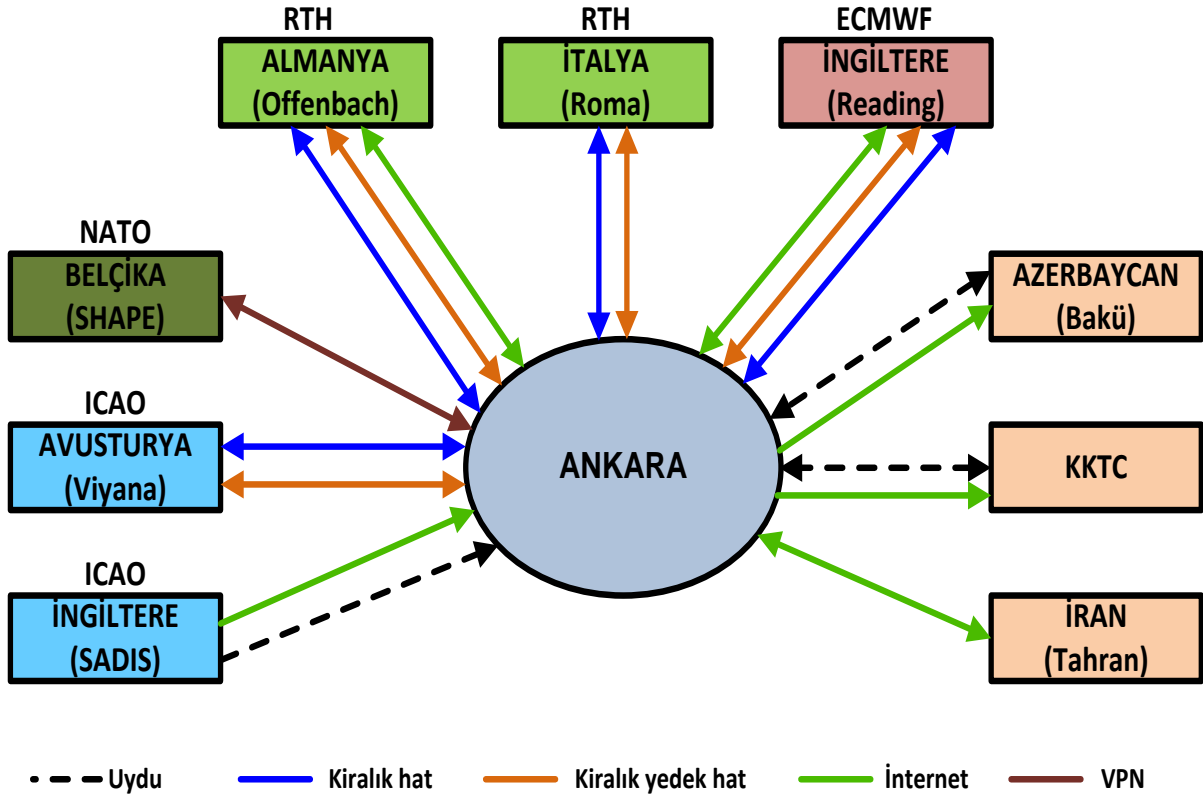 RTH
ALMANYA
(Offenbach)
RTH
İTALYA
(Roma)
ECMWF
İNGİLTERE
(Reading)
NATO
BELÇİKA
(SHAPE)
AZERBAYCAN
(Bakü)
ICAO
AVUSTURYA
(Viyana)
ANKARA
KKTC
ICAO
İNGİLTERE
(SADIS)
İRAN
(Tahran)
Uydu
Kiralık hat
Kiralık yedek hat
İnternet
VPN